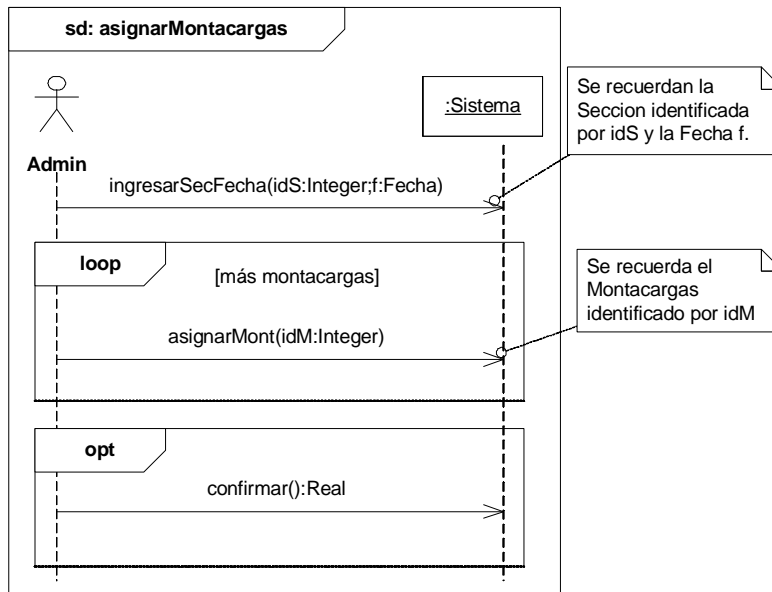 sd: asignarMontacargas
:Sistema
Se recuerdan la
Seccion identificada
por idS y la Fecha f.
Admin
ingresarSecFecha(idS:Integer;f:Fecha)
loop
[más montacargas]
Se recuerda el
Montacargas
identificado por idM
asignarMont(idM:Integer)
opt
confirmar():Real